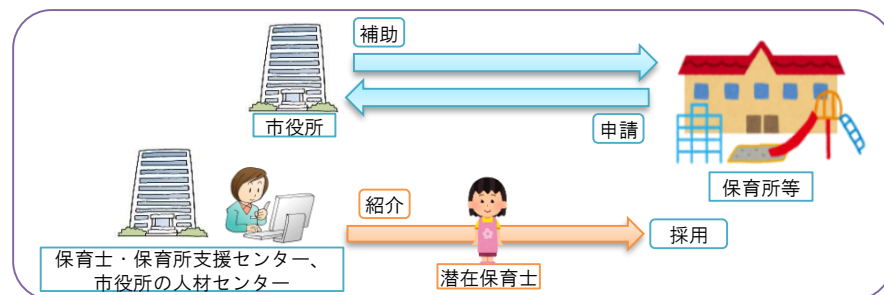 補助
市役所
申請
保育所等
紹介
採用
保育士・保育所支援センター、
市役所の人材センター
潜在保育士